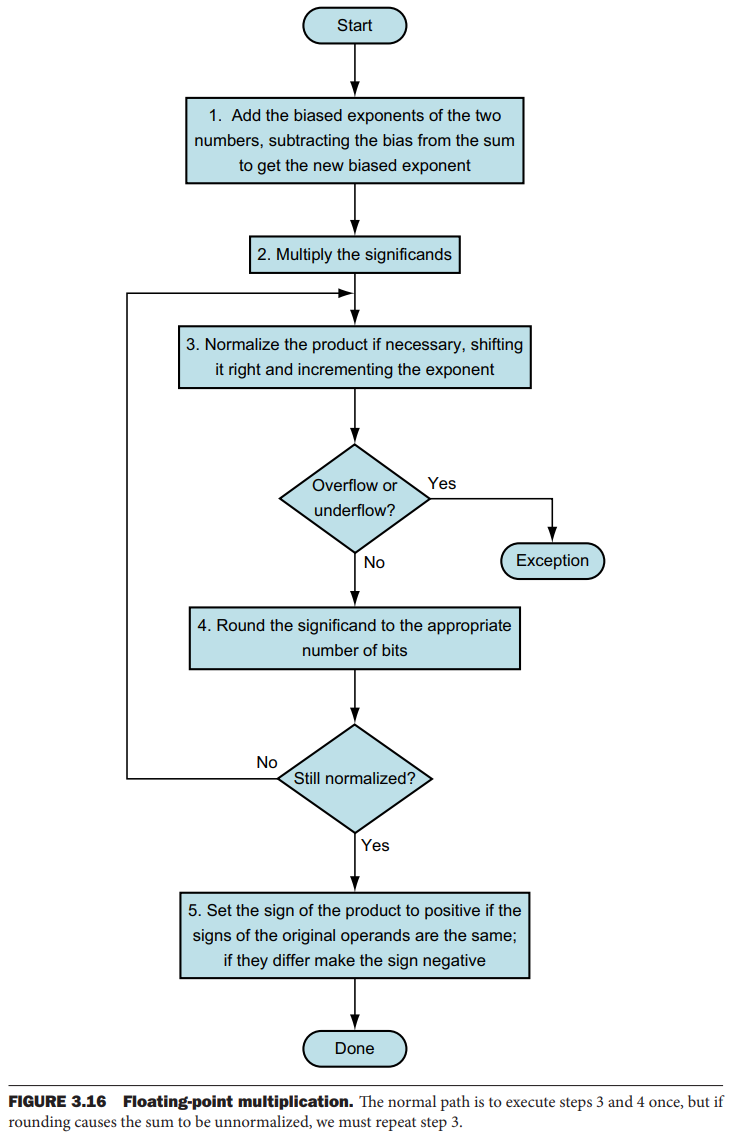 Start
1. Add the biased exponents of the two
numbers, subtracting the bias from the sum
to get the new biased exponent
2. Multiply the significands
3. Normalize the product if necessary, shifting
it right and incrementing the exponent
Overflow or
underflow?
Yes
Exception
No
4. Round the significand to the appropriate
number of bits
No
Still normalized?
Yes
5. Set the sign of the product to positive if the
signs of the original operands are the same;
if they differ make the sign negative
Done
FIGURE 3.16 Floating-point multiplication. The normal path is to execute steps 3 and 4 once, but if
rounding causes the sum to be unnormalized, we must repeat step 3.